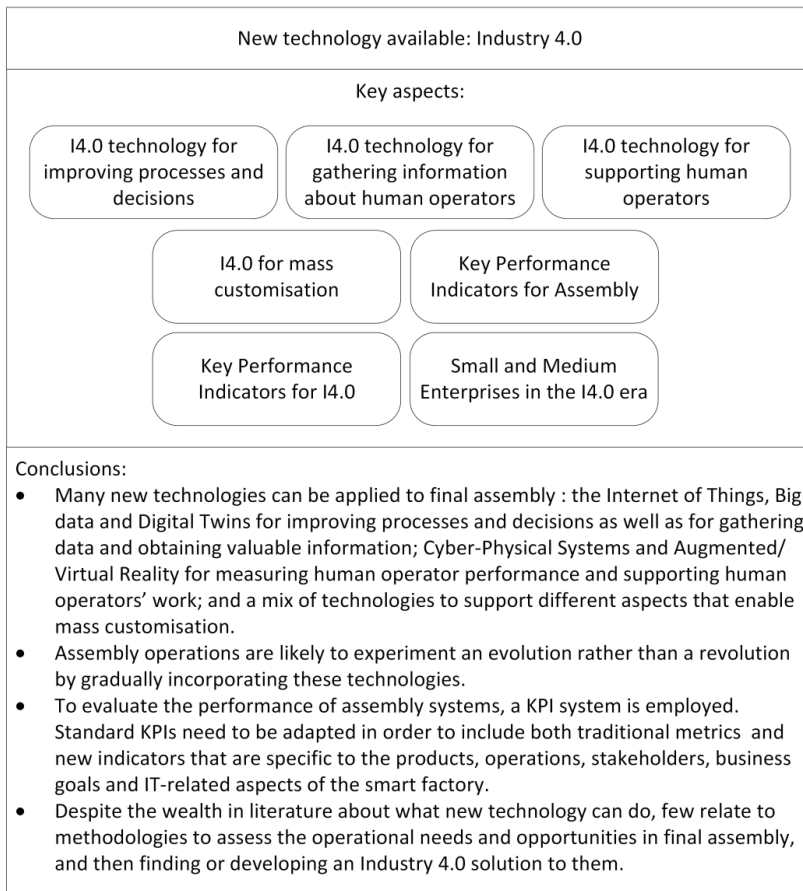 New technology available: Industry 4.0
Key aspects:
I4.0 technology for
improving processes and
decisions
I4.0 technology for
gathering information
about human operators
I4.0 technology for
supporting human
operators
I4.0 for mass
customisation
Key Performance
Indicators for Assembly
Key Performance
Indicators for I4.0
Small and Medium
Enterprises in the I4.0 era
Conclusions:
• Many new technologies can be applied to final assembly : the Internet of Things, Big
data and Digital Twins for improving processes and decisions as well as for gathering
data and obtaining valuable information; Cyber-Physical Systems and Augmented/
Virtual Reality for measuring human operator performance and supporting human
operators’ work; and a mix of technologies to support different aspects that enable
mass customisation.
• Assembly operations are likely to experiment an evolution rather than a revolution
by gradually incorporating these technologies.
• To evaluate the performance of assembly systems, a KPI system is employed.
Standard KPIs need to be adapted in order to include both traditional metrics and
new indicators that are specific to the products, operations, stakeholders, business
goals and IT-related aspects of the smart factory.
• Despite the wealth in literature about what new technology can do, few relate to
methodologies to assess the operational needs and opportunities in final assembly,
and then finding or developing an Industry 4.0 solution to them.